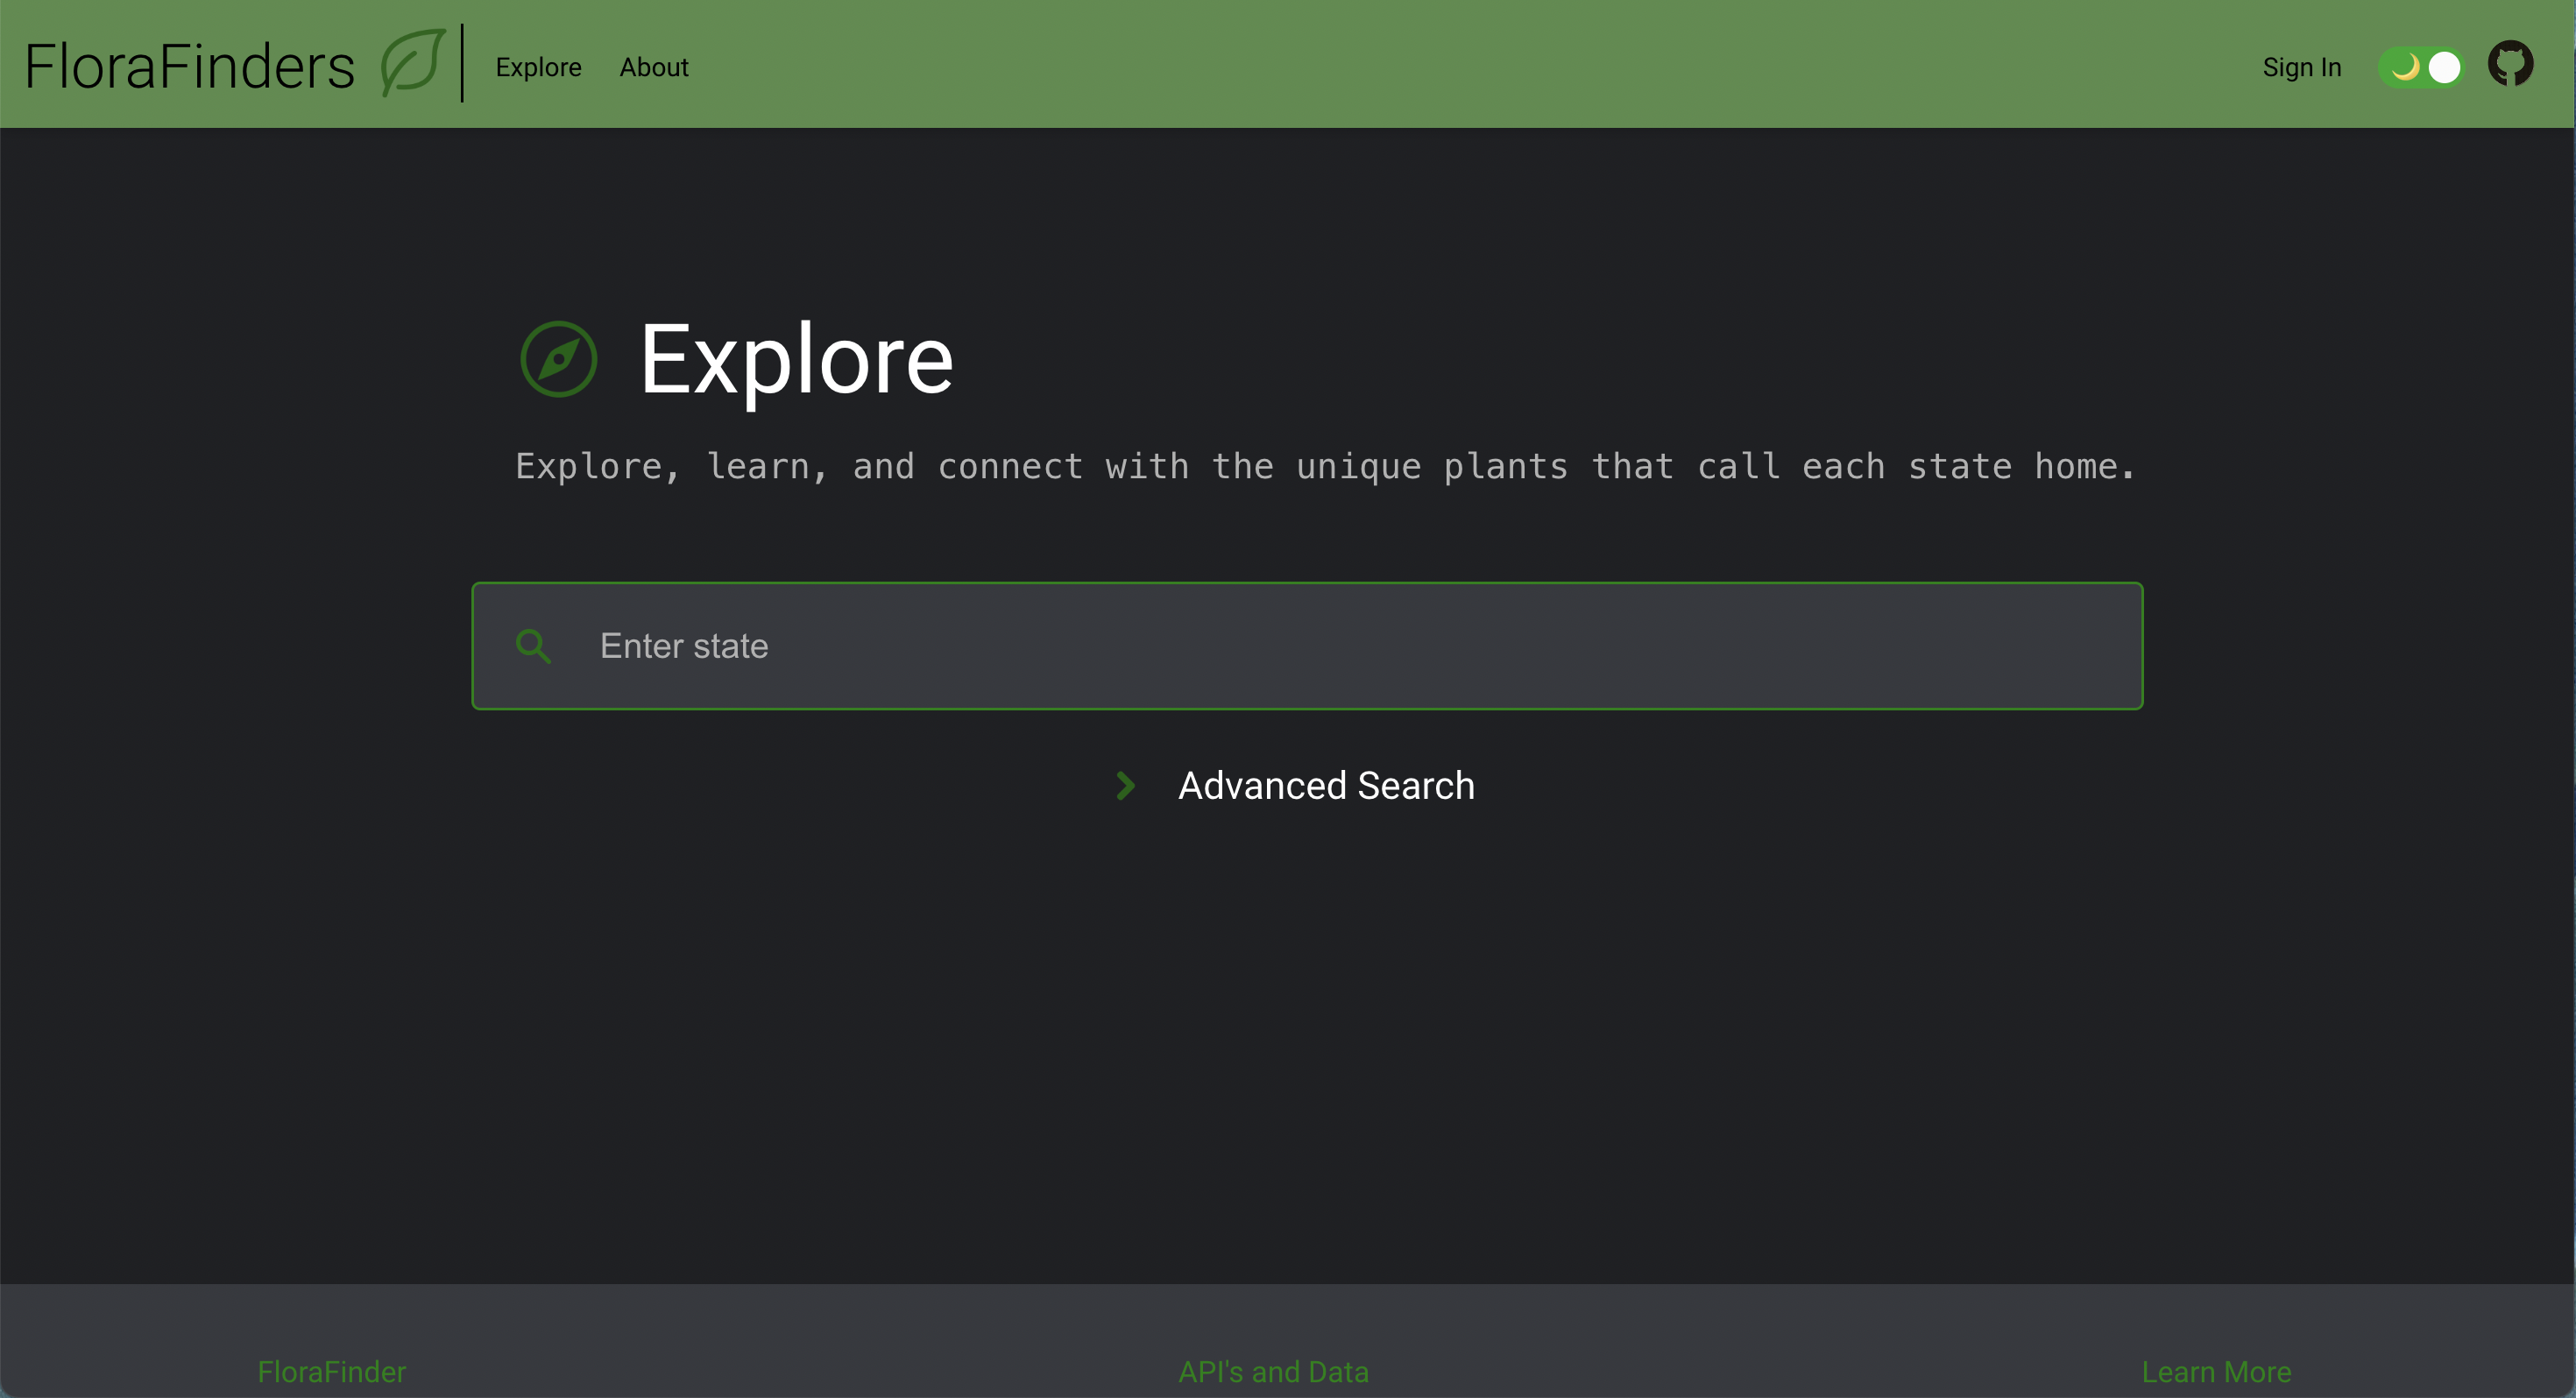 FloraFinders
Explore About
Sign In
Explore
Explore, learn, and connect with the unique plants that call each state home.
Enter state
Advanced Search
FloraFinder
API's and Data
Learn More